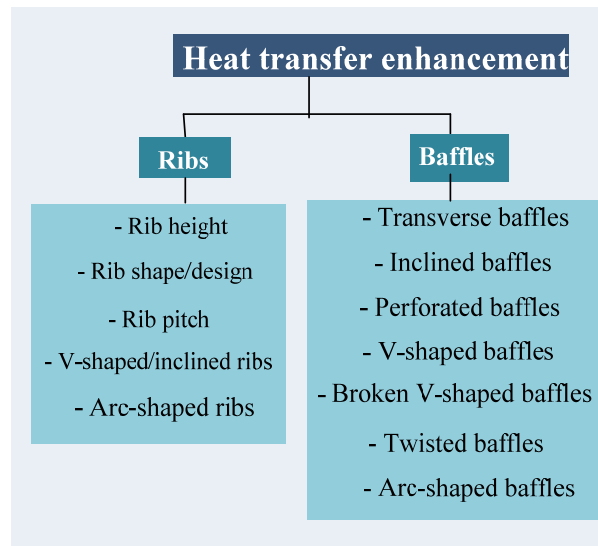 Heat transfer enhancement
Ribs
- Rib height
- Rib shape/design
- Rib pitch
- V-shaped/inclined ribs
- Arc-shaped ribs
Baffles
- Transverse baffles
- Inclined baffles
- Perforated baffles
- V-shaped baffles
- Broken V-shaped baffles
- Twisted baffles
- Arc-shaped baffles